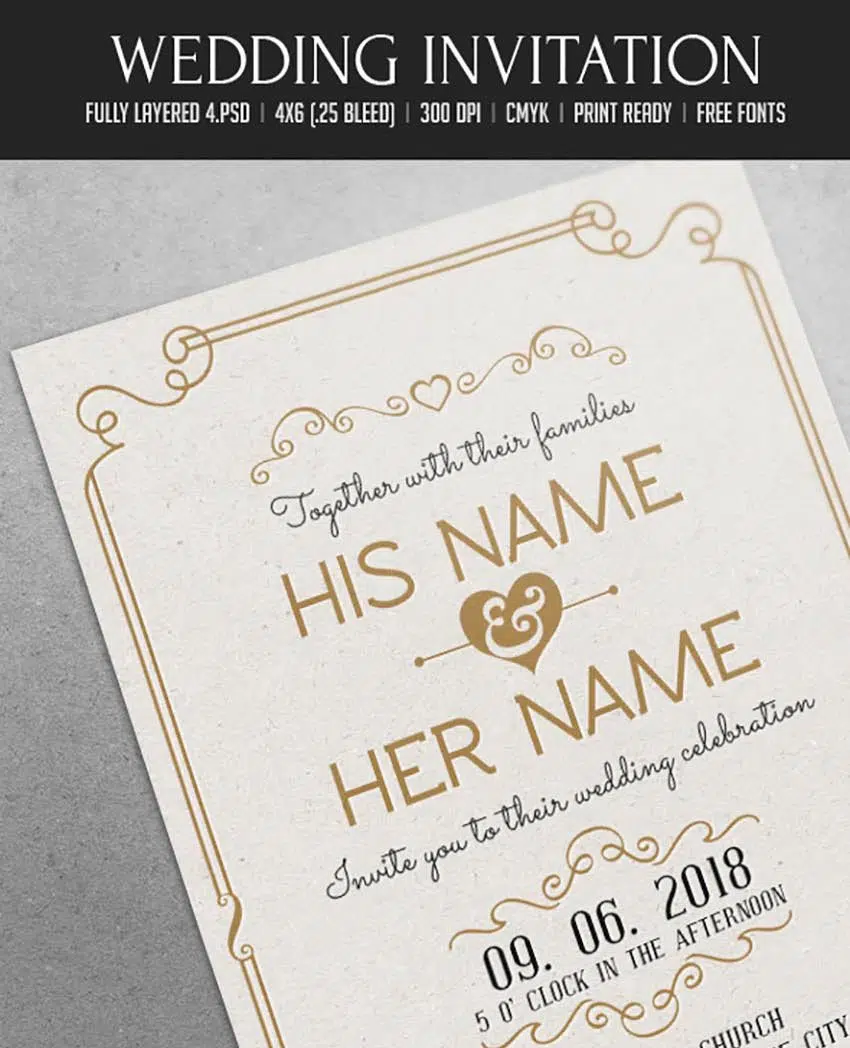 WEDDING INVITATION
FULLY LAYERED 4.PSD | 4X6 (.25 BLEED) | 300 DPI | CMYK | PRINT READY | FREE FONTS
Together with their families
HIS NAME
&
HER NAME
Invite you to their wedding celebration
09. 06. 2018
5 O' CLOCK IN THE AFTERNOON
CHURCH
CITY